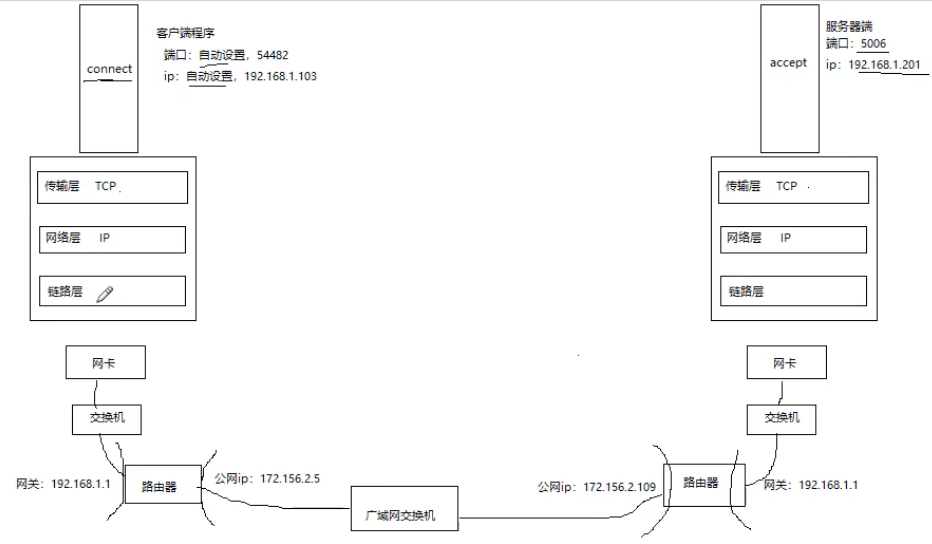 客户端程序
端口：自动设置，54482
ip：自动设置，192.168.1.103
connect
服务器端
端口：5006
ip：192.168.1.201
accept
传输层 TCP
网络层 IP
链路层
传输层 TCP
网络层 IP
链路层
网卡
交换机
网关：192.168.1.1
路由器
公网ip：172.156.2.5
广域网交换机
公网ip：172.156.2.109
路由器
网关：192.168.1.1
网卡
交换机